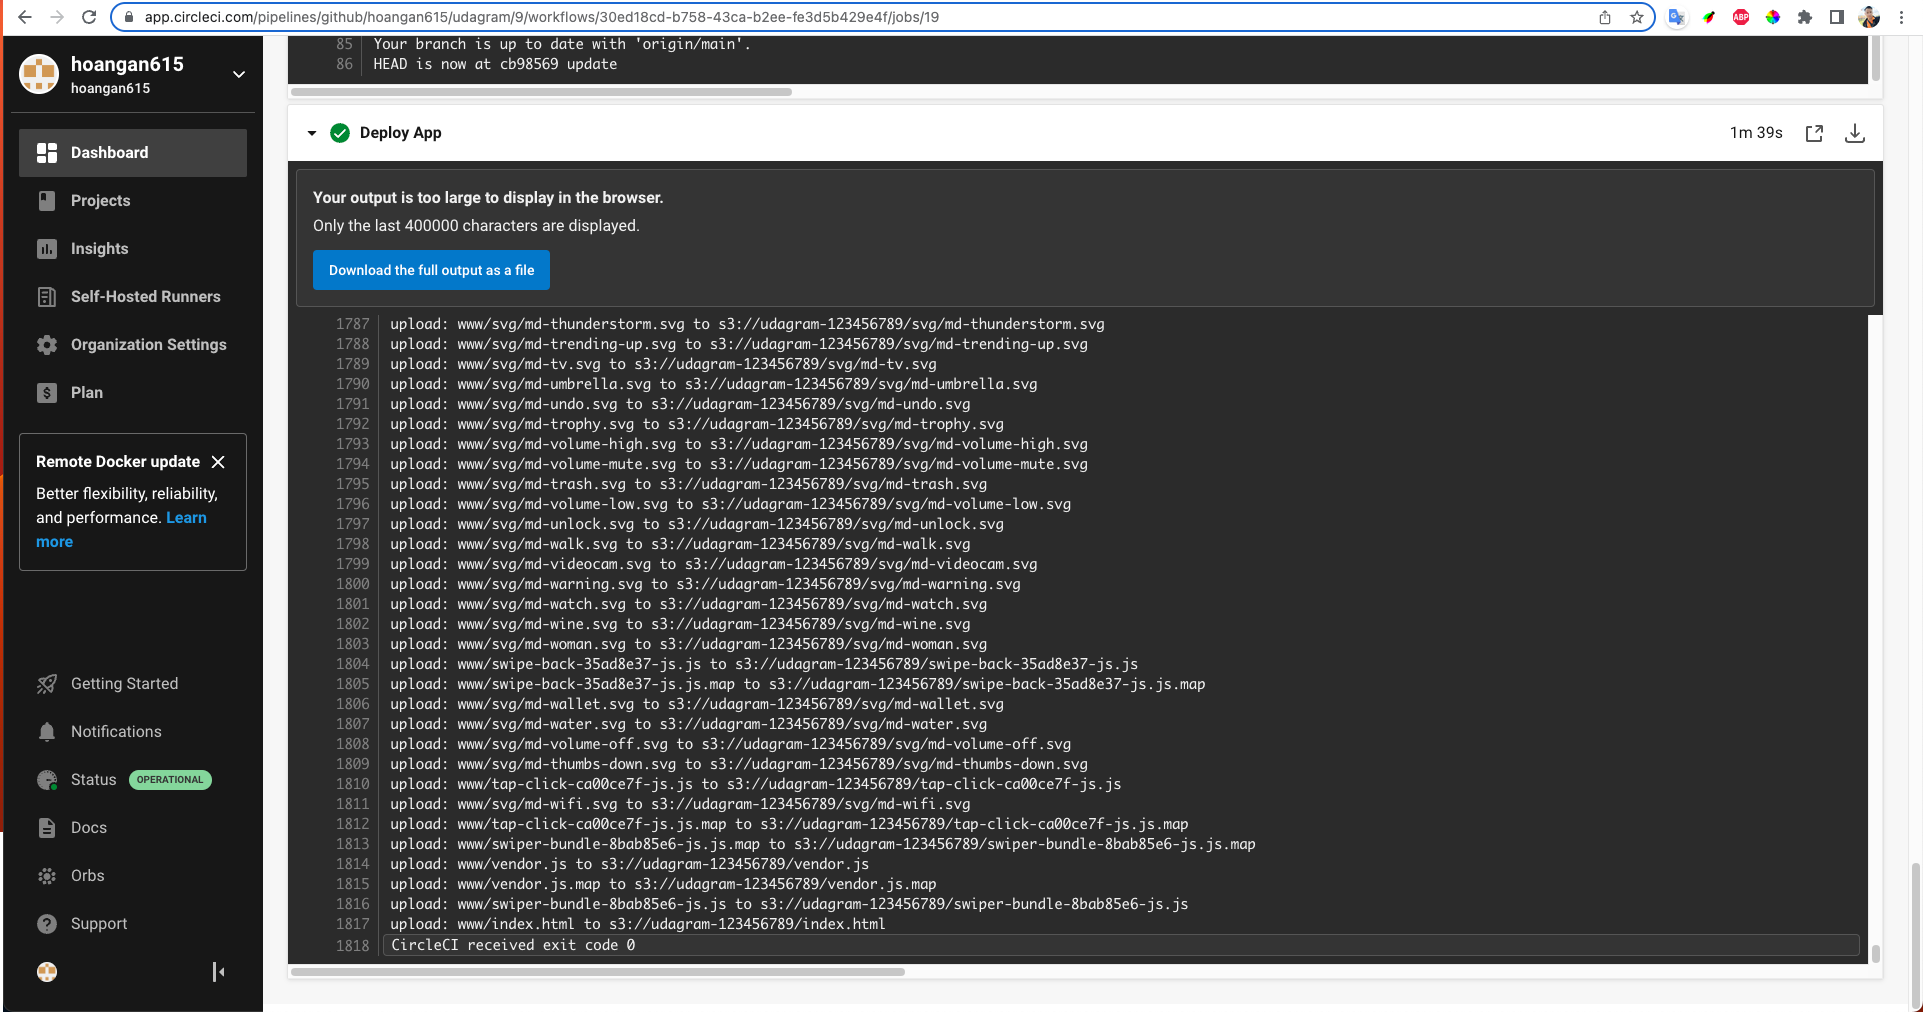 app.circleci.com/pipelines/github/hoangan615/udagram/9/workflows/30ed18cd-b758-43ca-b2ee-fe3d5b429e4f/jobs/19
ABP
hoangan615
hoangan615
Dashboard
Projects
Insights
Self-Hosted Runners
Organization Settings
Plan
Remote Docker update
Better flexibility, reliability,
and performance. Learn
more
Getting Started
Notifications
Status OPERATIONAL
Docs
Orbs
Support
85 Your branch is up to date with 'origin/main'.
86 HEAD is now at cb98569 update
Deploy App
1m 39s
Your output is too large to display in the browser.
Only the last 400000 characters are displayed.
Download the full output as a file
1787 upload: www/svg/md-thunderstorm.svg to s3://udagram-123456789/svg/md-thunderstorm.svg
1788 upload: www/svg/md-trending-up.svg to s3://udagram-123456789/svg/md-trending-up.svg
1789 upload: www/svg/md-tv.svg to s3://udagram-123456789/svg/md-tv.svg
1790 upload: www/svg/md-umbrella.svg to s3://udagram-123456789/svg/md-umbrella.svg
1791 upload: www/svg/md-undo.svg to s3://udagram-123456789/svg/md-undo.svg
1792 upload: www/svg/md-trophy.svg to s3://udagram-123456789/svg/md-trophy.svg
1793 upload: www/svg/md-volume-high.svg to s3://udagram-123456789/svg/md-volume-high.svg
1794 upload: www/svg/md-volume-mute.svg to s3://udagram-123456789/svg/md-volume-mute.svg
1795 upload: www/svg/md-trash.svg to s3://udagram-123456789/svg/md-trash.svg
1796 upload: www/svg/md-volume-low.svg to s3://udagram-123456789/svg/md-volume-low.svg
1797 upload: www/svg/md-unlock.svg to s3://udagram-123456789/svg/md-unlock.svg
1798 upload: www/svg/md-walk.svg to s3://udagram-123456789/svg/md-walk.svg
1799 upload: www/svg/md-videocam.svg to s3://udagram-123456789/svg/md-videocam.svg
1800 upload: www/svg/md-warning.svg to s3://udagram-123456789/svg/md-warning.svg
1801 upload: www/svg/md-watch.svg to s3://udagram-123456789/svg/md-watch.svg
1802 upload: www/svg/md-wine.svg to s3://udagram-123456789/svg/md-wine.svg
1803 upload: www/svg/md-woman.svg to s3://udagram-123456789/svg/md-woman.svg
1804 upload: www/swipe-back-35ad8e37-js.js to s3://udagram-123456789/swipe-back-35ad8e37-js.js
1805 upload: www/swipe-back-35ad8e37-js.js.map to s3://udagram-123456789/swipe-back-35ad8e37-js.js.map
1806 upload: www/svg/md-wallet.svg to s3://udagram-123456789/svg/md-wallet.svg
1807 upload: www/svg/md-water.svg to s3://udagram-123456789/svg/md-water.svg
1808 upload: www/svg/md-volume-off.svg to s3://udagram-123456789/svg/md-volume-off.svg
1809 upload: www/svg/md-thumbs-down.svg to s3://udagram-123456789/svg/md-thumbs-down.svg
1810 upload: www/tap-click-ca00ce7f-js.js to s3://udagram-123456789/tap-click-ca00ce7f-js.js
1811 upload: www/svg/md-wifi.svg to s3://udagram-123456789/svg/md-wifi.svg
1812 upload: www/tap-click-ca00ce7f-js.js.map to s3://udagram-123456789/tap-click-ca00ce7f-js.js.map
1813 upload: www/swiper-bundle-8bab85e6-js.js.map to s3://udagram-123456789/swiper-bundle-8bab85e6-js.js.map
1814 upload: www/vendor.js to s3://udagram-123456789/vendor.js
1815 upload: www/vendor.js.map to s3://udagram-123456789/vendor.js.map
1816 upload: www/swiper-bundle-8bab85e6-js.js to s3://udagram-123456789/swiper-bundle-8bab85e6-js.js
1817 upload: www/index.html to s3://udagram-123456789/index.html
1818 CircleCI received exit code 0